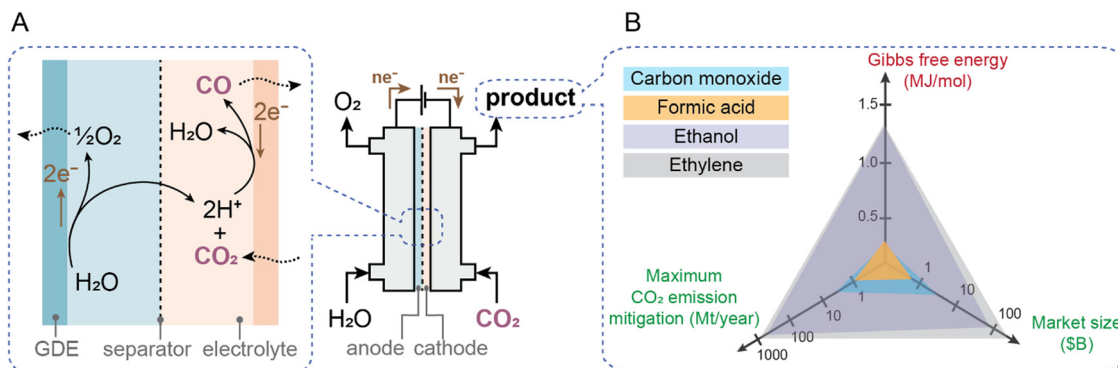 A
CO
H₂O
2e⁻
½O₂
2e⁻
2H⁺
+
CO₂
H₂O
GDE
separator
electrolyte
ne⁻
ne⁻
O₂
product
H₂O
CO₂
anode
cathode
B
Carbon monoxide
Formic acid
Ethanol
Ethylene
Gibbs free energy
(MJ/mol)
1.5
1.0
0.5
1
10
100
Market size
($B)
Maximum
CO₂ emission
mitigation (Mt/year)
1
10
100
1000